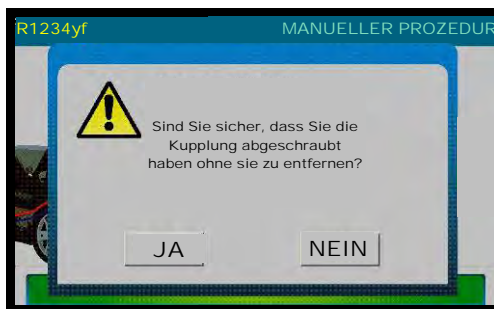 R1234yf MANUELLER PROZEDUR
Sind Sie sicher, dass Sie die
Kupplung abgeschraubt
haben ohne sie zu entfernen?
JA NEIN